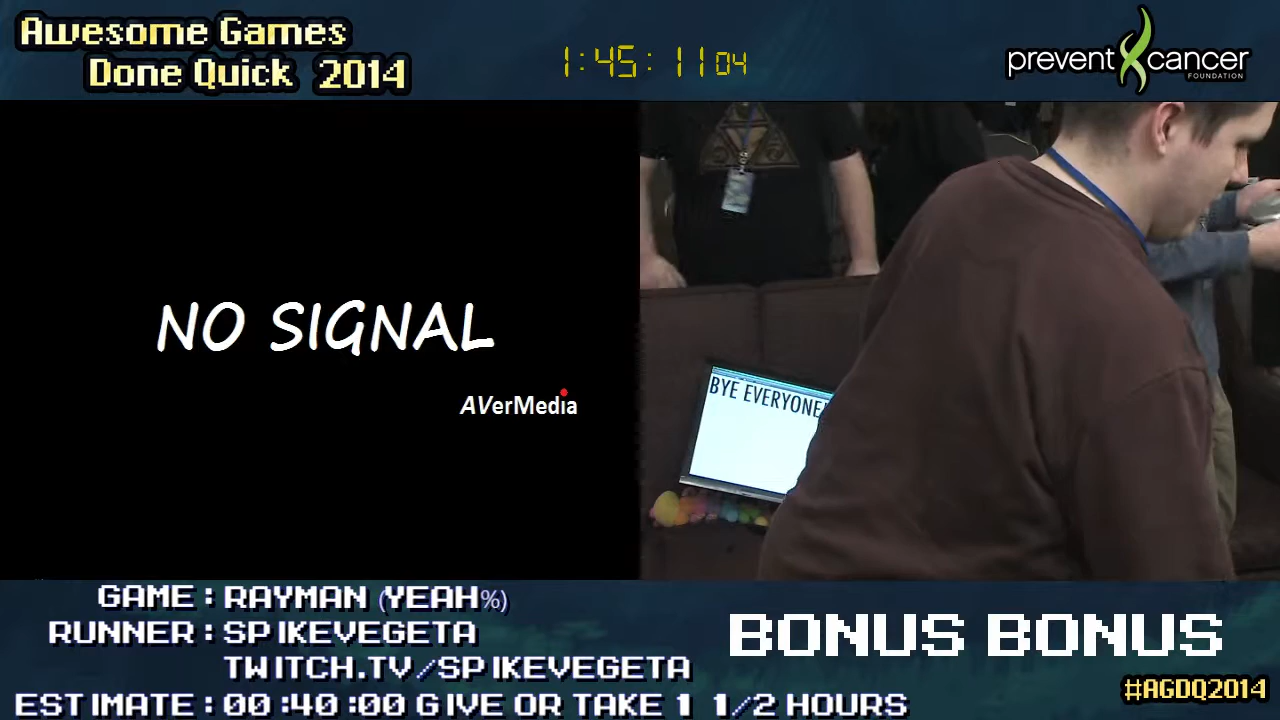 Awesome Games
Done Quick 2014
1:45:11 04
prevent cancer
FOUNDATION
NO SIGNAL
AVerMedia
BYE EVERYONE
GAME : RAYMAN (YEAH%)
RUNNER : SPIKEVEGETA
TWITCH.TV/SPIKEVEGETA
ESTIMATE : 00:40:00 GIVE OR TAKE 1 1/2 HOURS
BONUS BONUS
#AGDQ2014